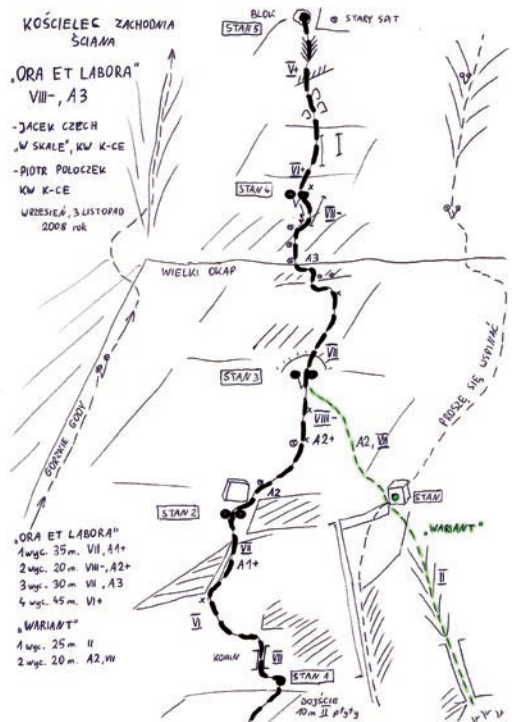 KOŚCIELEC ZACHODNIA
ŚCIANA
„ORA ET LABORA"
VIII-, A3
-JACEK CZECH
„W SKALE", KW K-CE
-PIOTR POLOCZEK
KW K-CE
WRZESIEŃ, 3 LISTOPAD
2008 rok
BLOK
STAN 5
STARY SPIT
V+
VI+
STAN 4
VIII-
A3
WIELKI OKAP
VII
STAN 3
VIII-
A2+
A2, VII
PROSZĘ SIĘ WSPINAĆ
GORZKIE GODY
A2
STAN 2
STAN
VII
A1+
„WARIANT"
II
VI
KOMIN
VII
STAN 1
DOJŚCIE
10m II płyty
„ORA ET LABORA"
1 wyc. 35m. VII, A1+
2 wyc. 20m VIII-, A2+
3 wyc. 30m VII, A3
4 wyc. 45m VI+
„WARIANT"
1 wyc. 25m II
2 wyc. 20m A2, VII